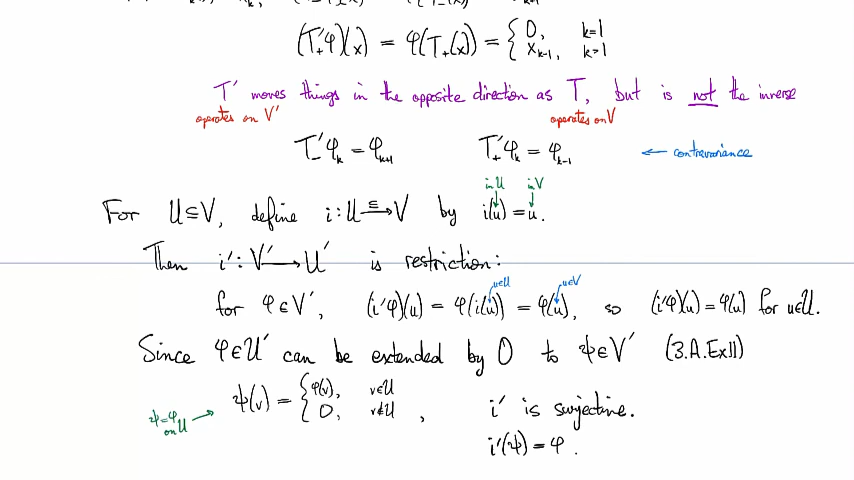 (T₊'φ)(x) = φ(T₊(x)) = { 0, k=1
x_{k-1}, k>1
T' moves things in the opposite direction as T, but is not the inverse
operates on V' operates on V
T₋'φ_k = φ_{k+1} T₊'φ_k = φ_{k-1} ← contravariance
in U in V
For U⊆V, define i:U ⟶ V by i(u) = u.
Then i': V' ⟶ U' is restriction:
u∈U u∈V
for φ∈V', (i'φ)(u) = φ(i(u)) = φ(u), so (i'φ)(u) = φ(u) for u∈U.
Since φ∈U' can be extended by 0 to ψ∈V' (3.A.Ex11)
ψ(v) = { φ(v), v∈U
0, v∉U , i' is surjective.
ψ=φ on U →
i'(ψ) = φ.